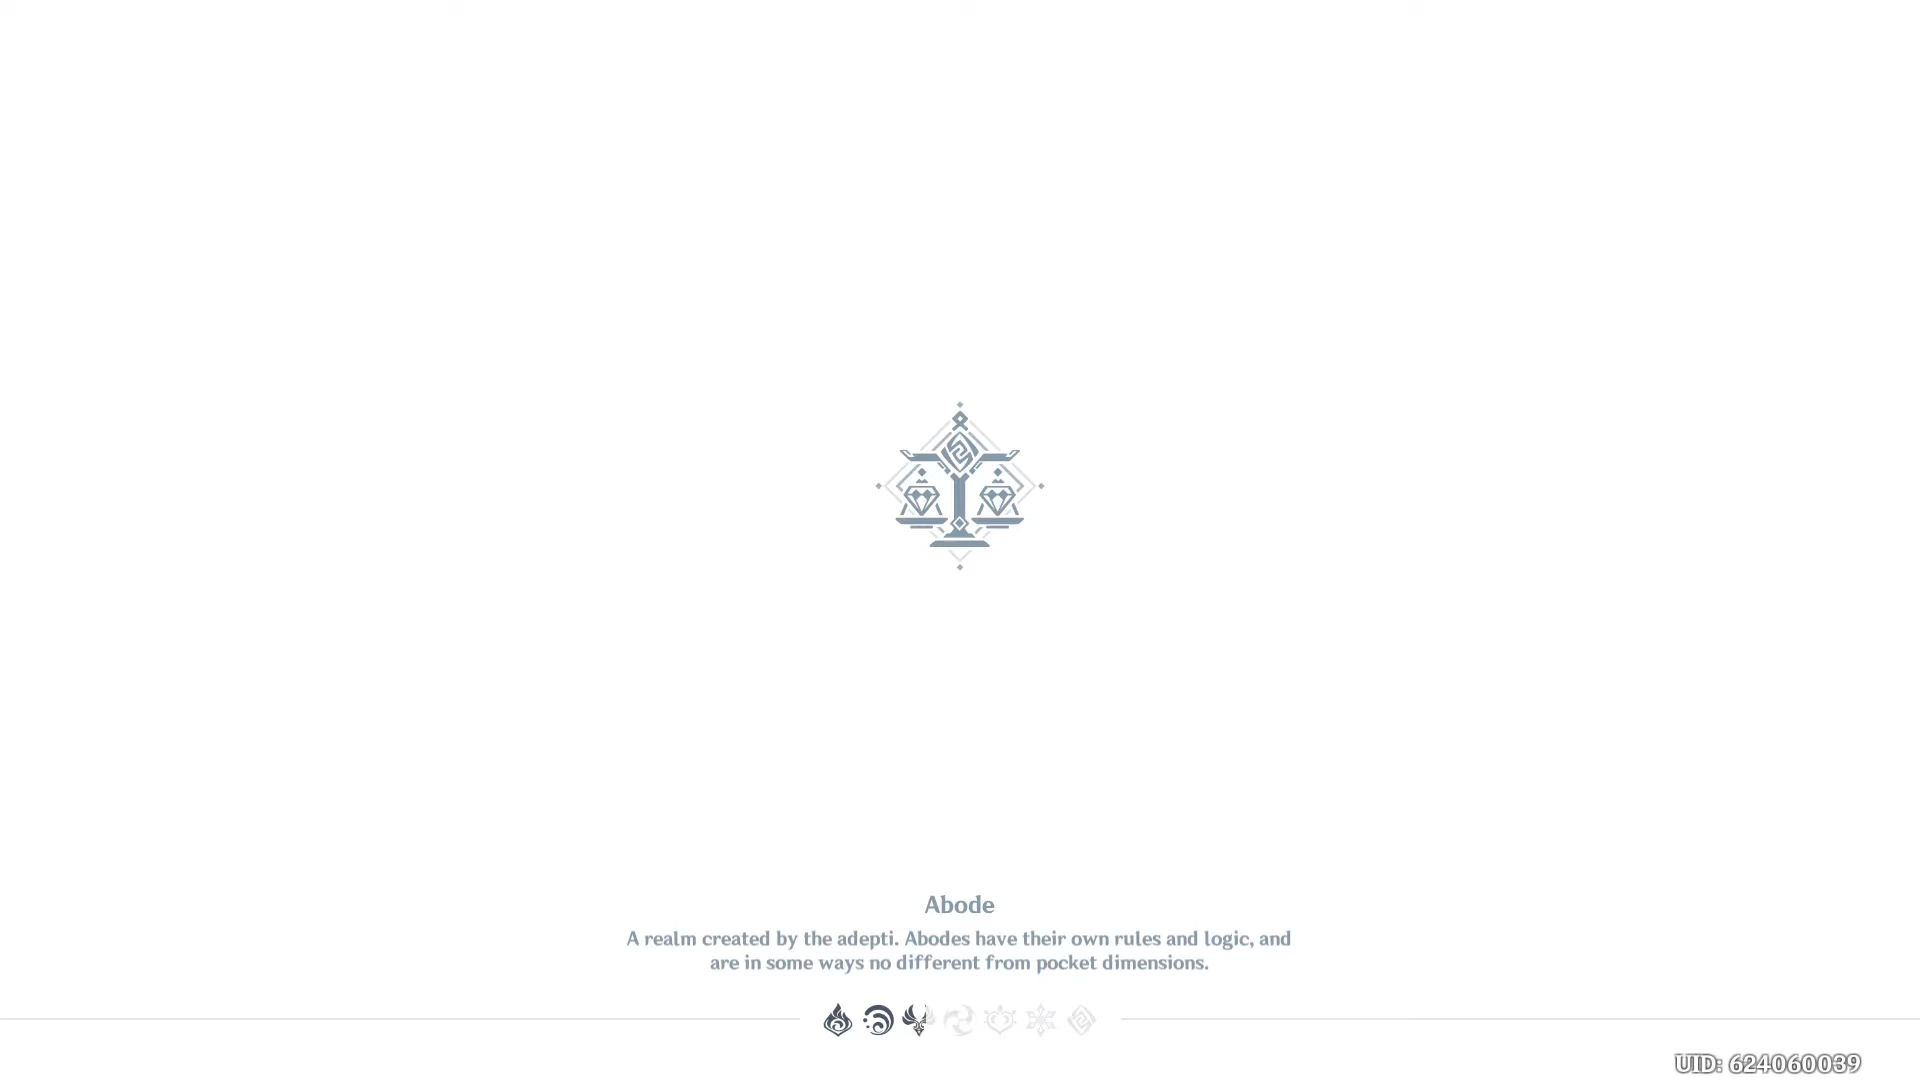 Abode
A realm created by the adepti. Abodes have their own rules and logic, and
are in some ways no different from pocket dimensions.
UID: 624060039